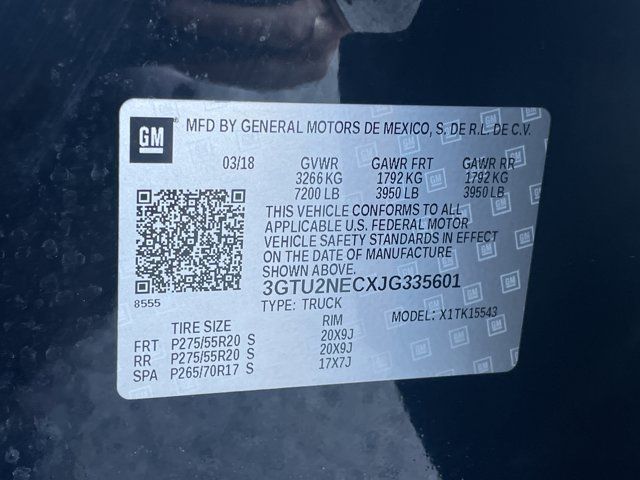 GM® MFD BY GENERAL MOTORS DE MEXICO, S. DE R.L. DE C.V.
03/18 GVWR GAWR FRT GAWR RR
3266 KG 1792 KG 1792 KG
7200 LB 3950 LB 3950 LB
THIS VEHICLE CONFORMS TO ALL
APPLICABLE U.S. FEDERAL MOTOR
VEHICLE SAFETY STANDARDS IN EFFECT
ON THE DATE OF MANUFACTURE
SHOWN ABOVE.
3GTU2NECXJG335601
8555
TYPE: TRUCK MODEL: X1TK15543
TIRE SIZE RIM
FRT P275/55R20 S 20X9J
RR P275/55R20 S 20X9J
SPA P265/70R17 S 17X7J